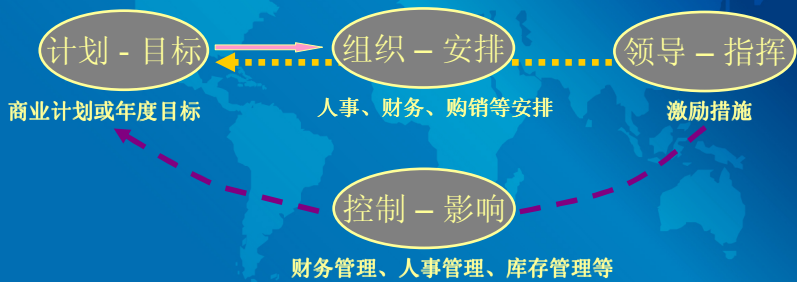 计划 - 目标
组织 – 安排
领导 – 指挥
商业计划或年度目标
人事、财务、购销等安排
激励措施
控制 – 影响
财务管理、人事管理、库存管理等